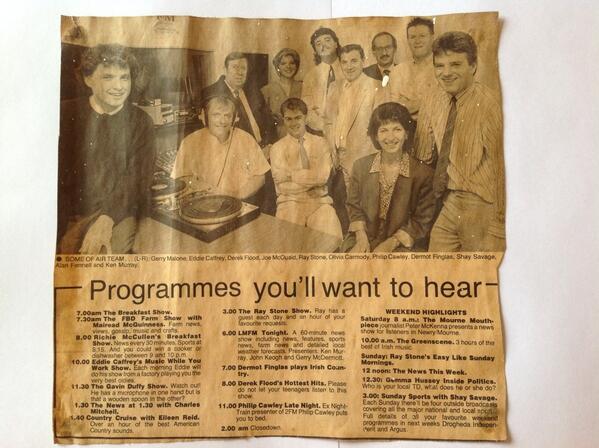 ● SOME OF AIR TEAM . . . (L-R): Gerry Malone, Eddie Caffrey, Derek Flood, Joe McQuaid, Ray Stone, Olivia Carmody, Philip Cawley, Dermot Finglas, Shay Savage,
Alan Fennell and Ken Murray.
Programmes you'll want to hear
7.00am The Breakfast Show.
7.30am The FBD Farm Show with
Mairead McGuinness. Farm news,
views, gossip, music and crafts.
8.00 Richie McCullen's Breakfast
Show. News every 30 minutes. Sports at
8.15. And you could win a cooker or
dishwasher between 9 and 10 p.m.
10.00 Eddie Caffrey's Music While You
Work Show. Each morning Eddie will
do his show from a factory playing you the
very best oldies.
11.30 The Gavin Duffy Show. Watch out!
He has a microphone in one hand but is
that a wooden spoon in the other?
1.30 The News at 1.30 with Charles
Mitchell.
1.40 Country Cruise with Eileen Reid.
Over an hour of the best American
Country sounds.
3.00 The Ray Stone Show. Ray has a
guest each day and an hour of your
favourite requests.
6.00 LMFM Tonight. A 60-minute news
show including news, features, sports
news, farm news and detailed local
weather forecasts. Presenters: Ken Mur-
ray, John Keogh and Gerry McDermott.
7.00 Dermot Finglas plays Irish Coun-
try.
8.00 Derek Flood's Hottest Hits. Please
do not let your teenagers listen to this
show.
11.00 Philip Cawley Late Night. Ex Night-
Train presenter of 2FM Philip Cawley puts
you to bed.
2.00 am Closedown.
WEEKEND HIGHLIGHTS
Saturday 8 a.m.: The Mourne Mouth-
piece journalist Peter McKenna presents a news
show for listeners in Newry Mourne.
10.00 a.m. The Greenscene. 3 hours of the
best of Irish music.
Sunday: Ray Stone's Easy Like Sunday
Mornings.
12 noon: The News This Week.
12.30: Gemma Hussey Inside Politics.
Who is your local TD, what does he or she do?
3.00: Sunday Sports with Shay Savage.
Each Sunday there'll be four outside broadcasts
covering all the major national and local sport.
Full details of all your favourite weekend
programmes in next weeks Drogheda Indepen-
dent and Argus.